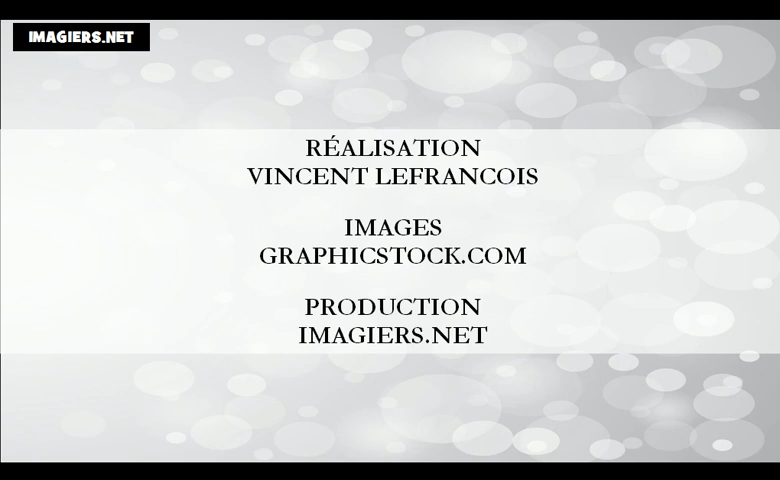 IMAGIERS.NET
RÉALISATION
VINCENT LEFRANCOIS
IMAGES
GRAPHICSTOCK.COM
PRODUCTION
IMAGIERS.NET